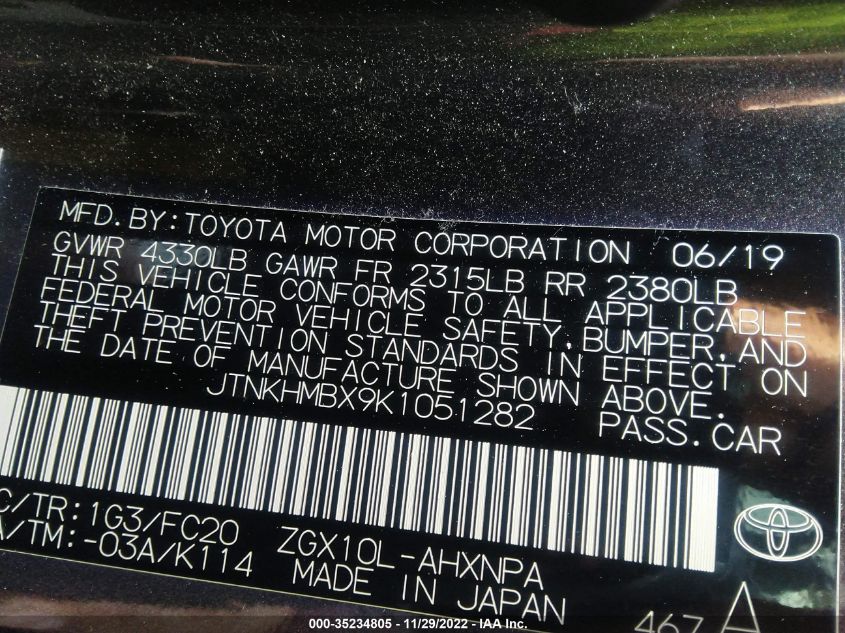 MFD.BY:TOYOTA MOTOR CORPORATION 06/19
GVWR 4330LB GAWR FR 2315LB RR 2380LB
THIS VEHICLE CONFORMS TO ALL APPLICABLE
FEDERAL MOTOR VEHICLE SAFETY,BUMPER,AND
THEFT PREVENTION STANDARDS IN EFFECT ON
THE DATE OF MANUFACTURE SHOWN ABOVE.
JTNKHMBX9K1051282 PASS.CAR
C/TR:1G3/FC20 ZGX10L-AHXNPA
A/TM:-03A/K114 MADE IN JAPAN
467 A
000-35234805 - 11/29/2022 - IAA Inc.